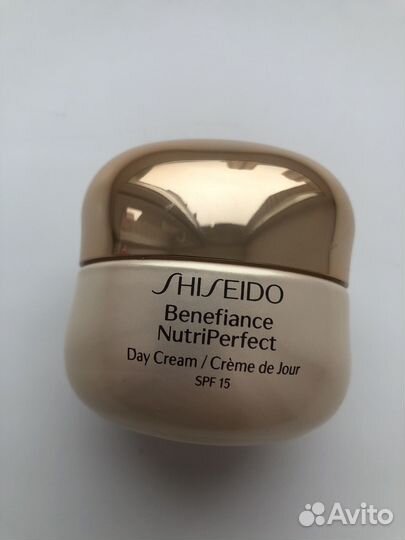 SHISEIDO
Benefiance
NutriPerfect
Day Cream / Crème de Jour
SPF 15
Avito